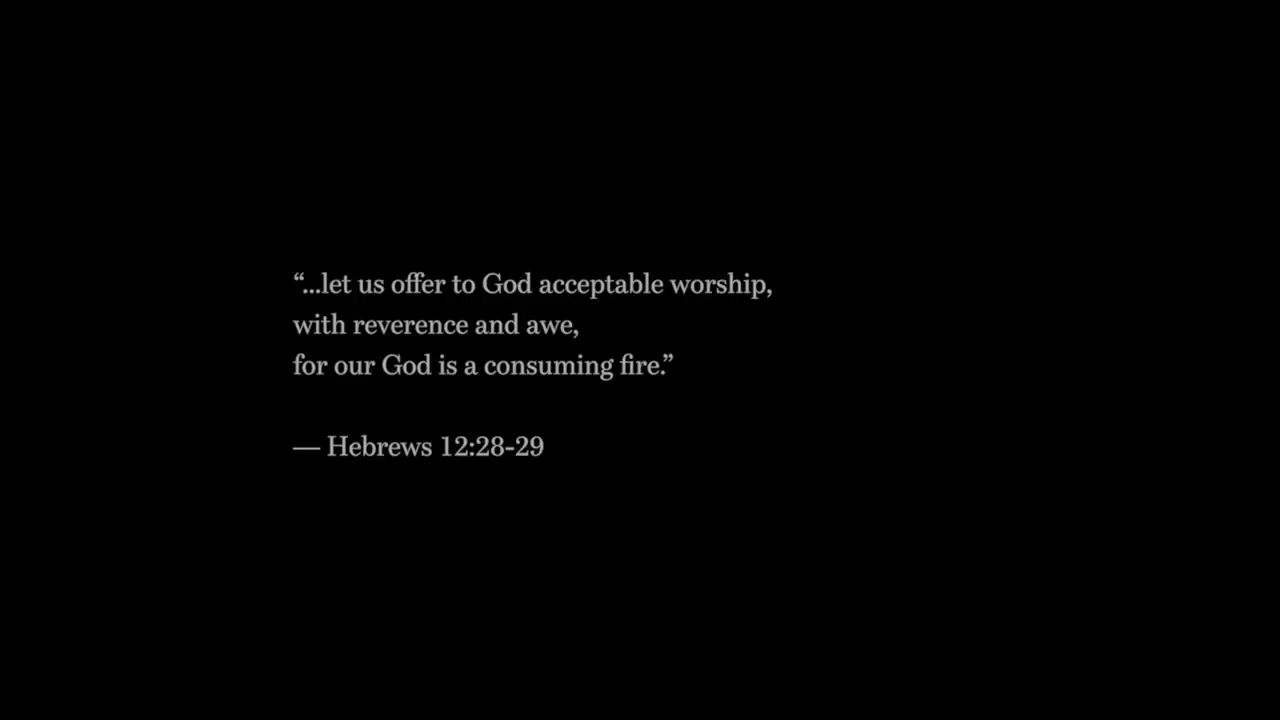 “...let us offer to God acceptable worship,
with reverence and awe,
for our God is a consuming fire.”
— Hebrews 12:28-29